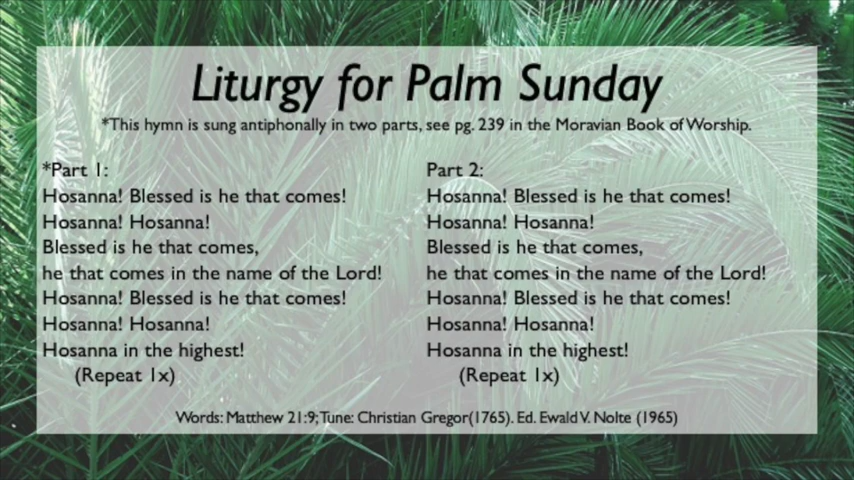 Liturgy for Palm Sunday
*This hymn is sung antiphonally in two parts, see pg. 239 in the Moravian Book of Worship.
*Part 1:
Hosanna! Blessed is he that comes!
Hosanna! Hosanna!
Blessed is he that comes,
he that comes in the name of the Lord!
Hosanna! Blessed is he that comes!
Hosanna! Hosanna!
Hosanna in the highest!
(Repeat 1x)
Part 2:
Hosanna! Blessed is he that comes!
Hosanna! Hosanna!
Blessed is he that comes,
he that comes in the name of the Lord!
Hosanna! Blessed is he that comes!
Hosanna! Hosanna!
Hosanna in the highest!
(Repeat 1x)
Words: Matthew 21:9; Tune: Christian Gregor(1765). Ed. Ewald V. Nolte (1965)